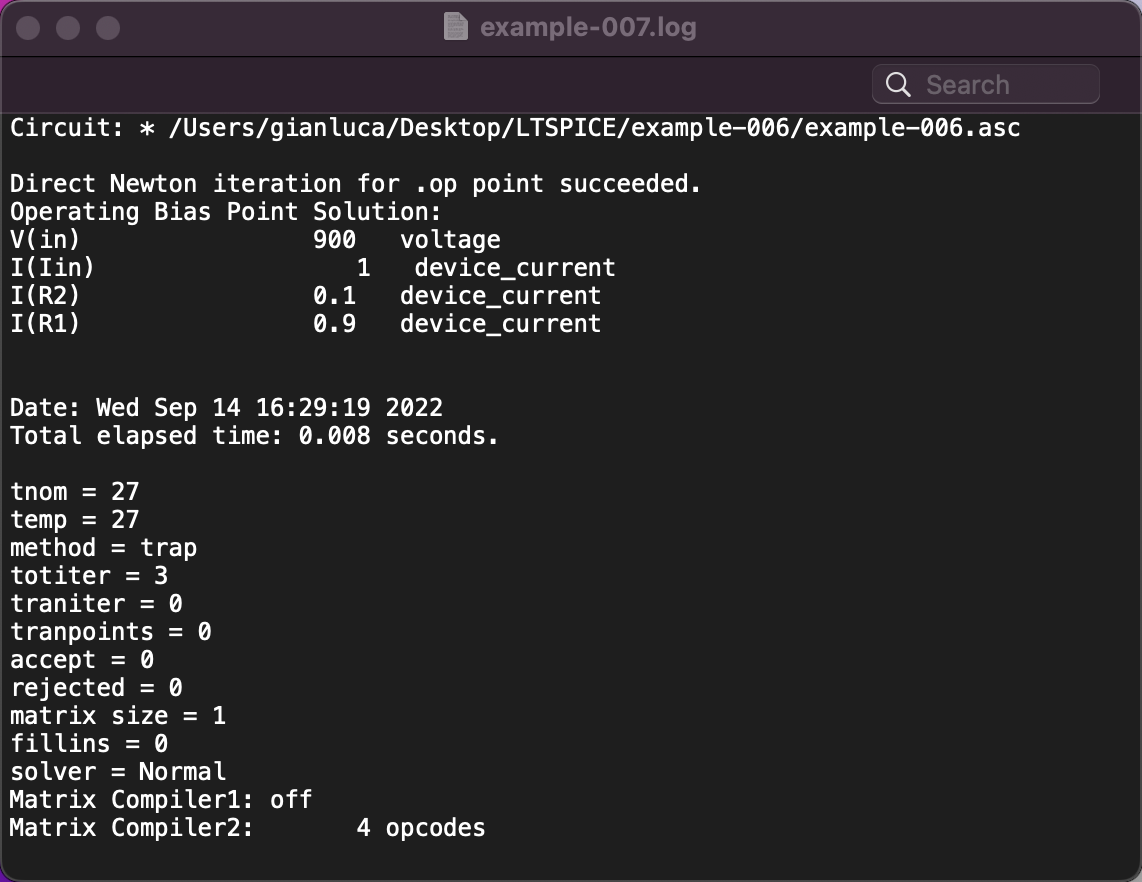 example-007.log
Search
Circuit: * /Users/gianluca/Desktop/LTSPICE/example-006/example-006.asc
Direct Newton iteration for .op point succeeded.
Operating Bias Point Solution:
V(in)                900   voltage
I(Iin)                  1   device_current
I(R2)                0.1   device_current
I(R1)                0.9   device_current
Date: Wed Sep 14 16:29:19 2022
Total elapsed time: 0.008 seconds.
tnom = 27
temp = 27
method = trap
totiter = 3
traniter = 0
tranpoints = 0
accept = 0
rejected = 0
matrix size = 1
fillins = 0
solver = Normal
Matrix Compiler1: off
Matrix Compiler2:       4 opcodes